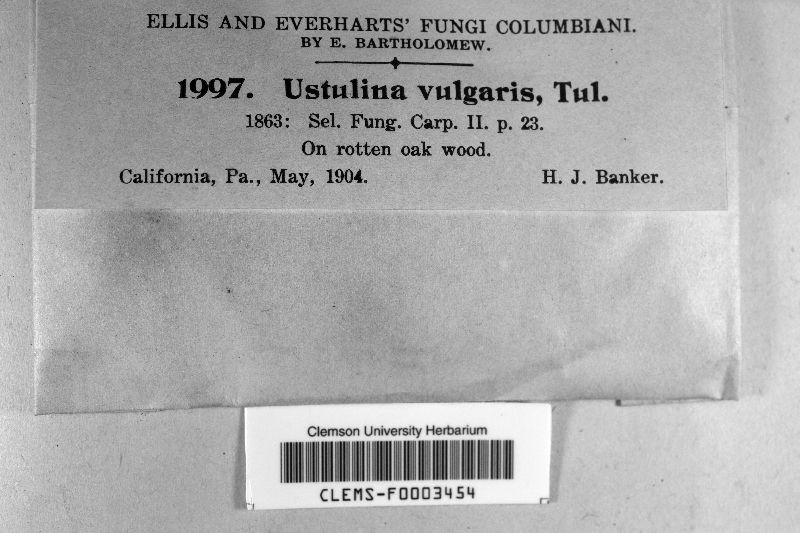 ELLIS AND EVERHARTS' FUNGI COLUMBIANI.
BY E. BARTHOLOMEW.
1997. Ustulina vulgaris, Tul.
1863: Sel. Fung. Carp. II. p. 23.
On rotten oak wood.
California, Pa., May, 1904. H. J. Banker.
Clemson University Herbarium
CLEMS-F0003454